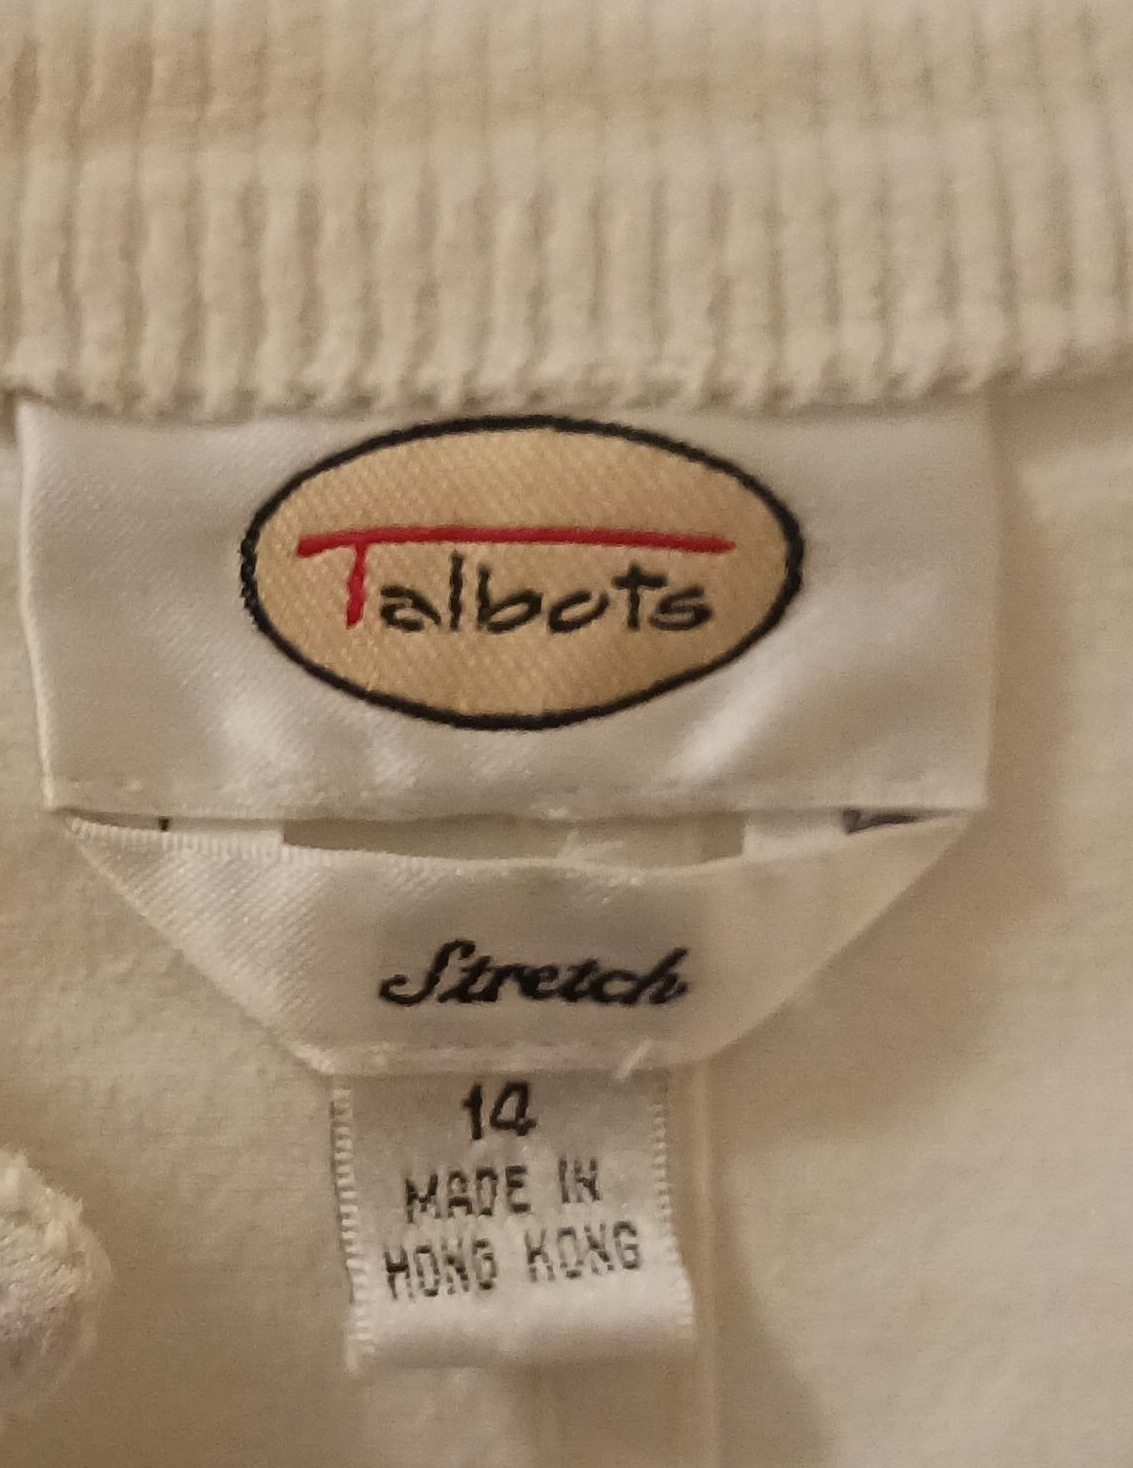 Talbots
Stretch
14
MADE IN
HONG KONG